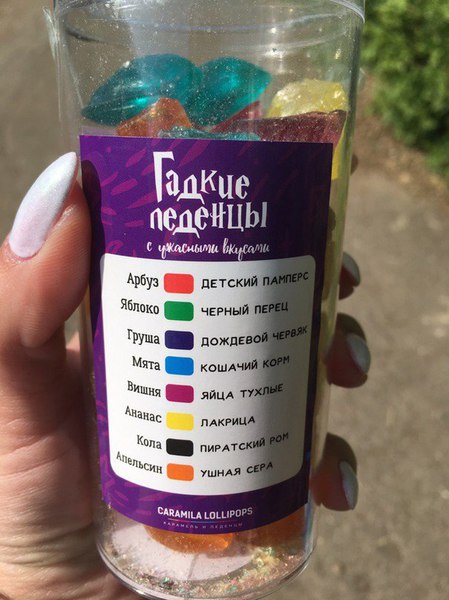 Гадкие
леденцы
с ужасными вкусами
Арбуз ДЕТСКИЙ ПАМПЕРС
Яблоко ЧЕРНЫЙ ПЕРЕЦ
Груша ДОЖДЕВОЙ ЧЕРВЯК
Мята КОШАЧИЙ КОРМ
Вишня ЯЙЦА ТУХЛЫЕ
Ананас ЛАКРИЦА
Кола ПИРАТСКИЙ РОМ
Апельсин УШНАЯ СЕРА
CARAMILA LOLLIPOPS
КАРАМЕЛЬ И ЛЕДЕНЦЫ